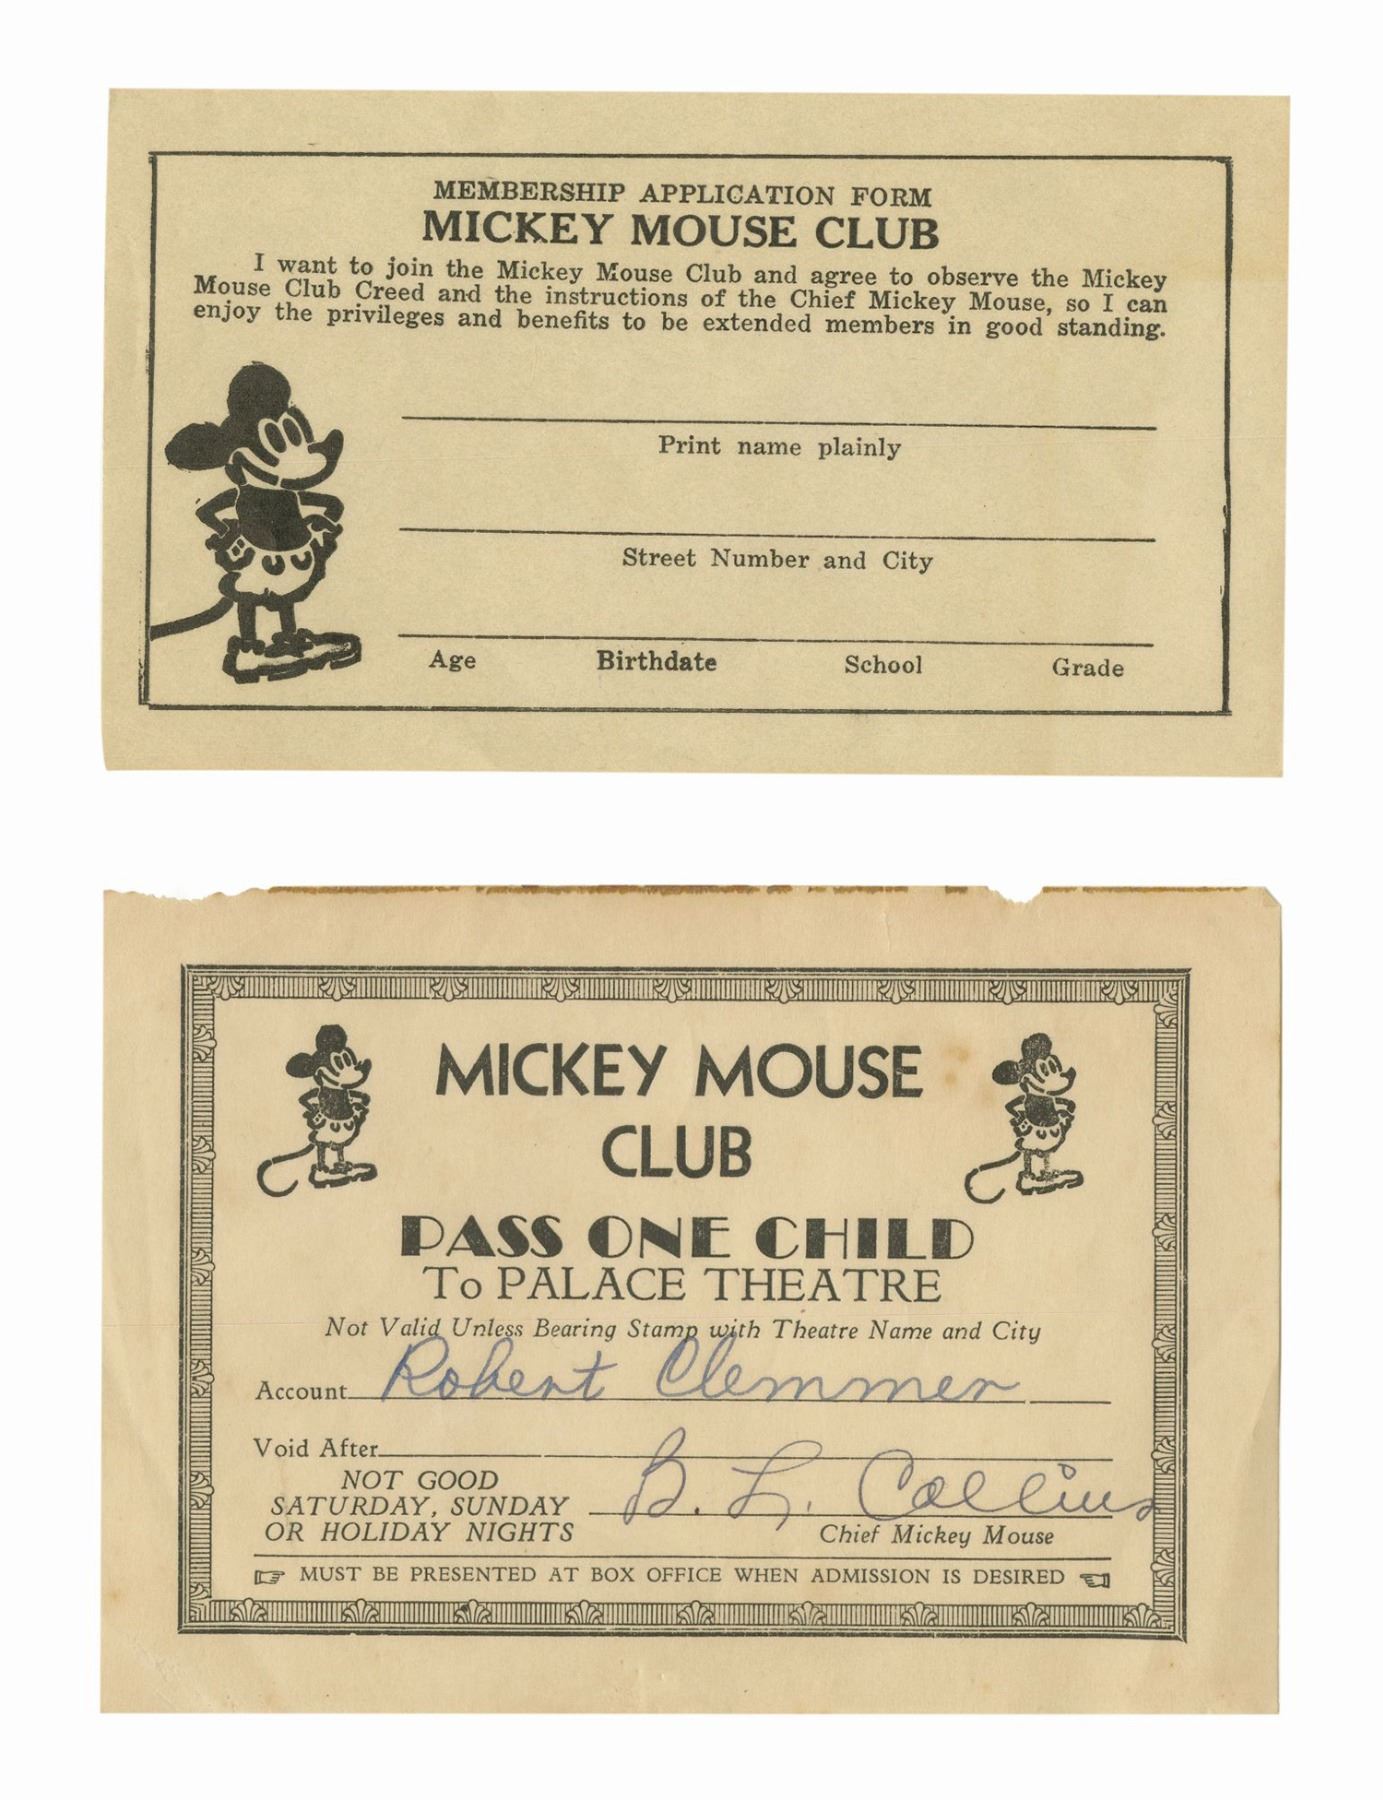 MEMBERSHIP APPLICATION FORM
MICKEY MOUSE CLUB
I want to join the Mickey Mouse Club and agree to observe the Mickey
Mouse Club Creed and the instructions of the Chief Mickey Mouse, so I can
enjoy the privileges and benefits to be extended members in good standing.
Print name plainly
Street Number and City
Age Birthdate School Grade
MICKEY MOUSE
CLUB
PASS ONE CHILD
To PALACE THEATRE
Not Valid Unless Bearing Stamp with Theatre Name and City
Account Robert Clemmer
Void After
NOT GOOD
SATURDAY, SUNDAY
OR HOLIDAY NIGHTS
B. L. Collins
Chief Mickey Mouse
MUST BE PRESENTED AT BOX OFFICE WHEN ADMISSION IS DESIRED